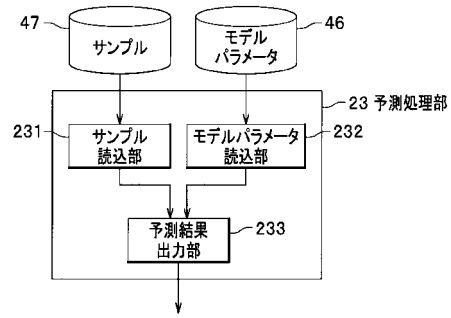 47
サンプル
モデル
パラメータ
46
23 予測処理部
231
サンプル
読込部
モデルパラメータ
読込部
232
予測結果
出力部
233